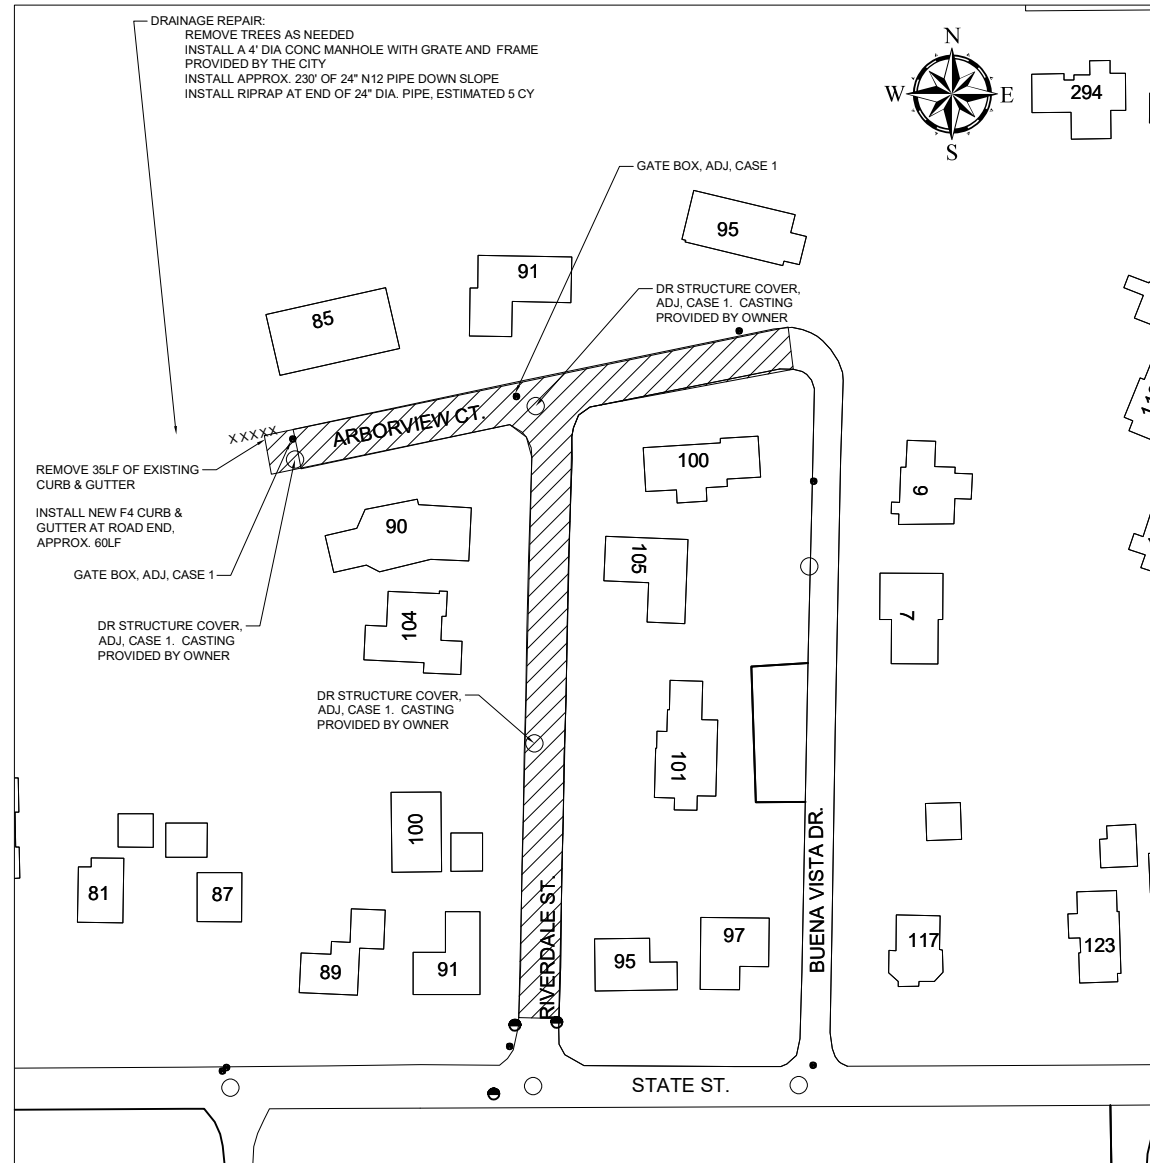 DRAINAGE REPAIR:
REMOVE TREES AS NEEDED
INSTALL A 4' DIA CONC MANHOLE WITH GRATE AND FRAME
PROVIDED BY THE CITY
INSTALL APPROX. 230' OF 24" N12 PIPE DOWN SLOPE
INSTALL RIPRAP AT END OF 24" DIA. PIPE, ESTIMATED 5 CY
N
W
E
S
294
GATE BOX, ADJ, CASE 1
95
91
DR STRUCTURE COVER,
ADJ, CASE 1. CASTING
PROVIDED BY OWNER
85
ARBORVIEW CT.
XXXXX
REMOVE 35LF OF EXISTING
CURB & GUTTER
INSTALL NEW F4 CURB &
GUTTER AT ROAD END,
APPROX. 60LF
GATE BOX, ADJ, CASE 1
DR STRUCTURE COVER,
ADJ, CASE 1. CASTING
PROVIDED BY OWNER
100
9
90
105
104
7
DR STRUCTURE COVER,
ADJ, CASE 1. CASTING
PROVIDED BY OWNER
101
100
81
87
RIVERDALE ST.
BUENA VISTA DR.
89
91
95
97
117
123
STATE ST.